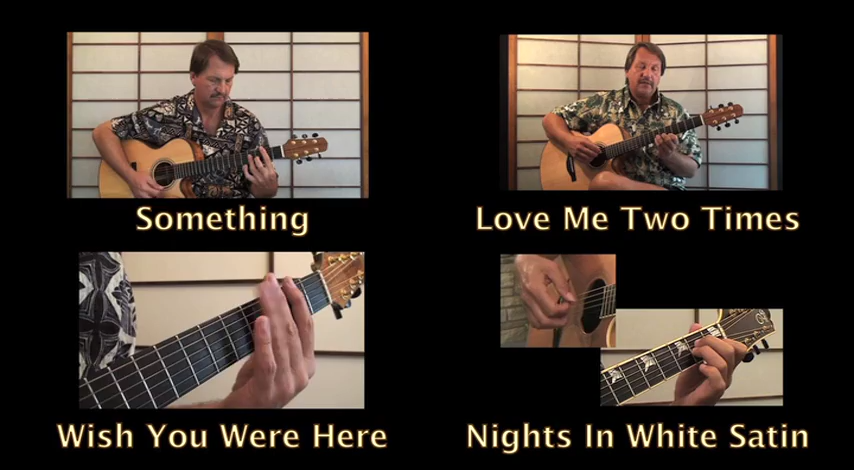 Something
Love Me Two Times
Wish You Were Here
Nights In White Satin